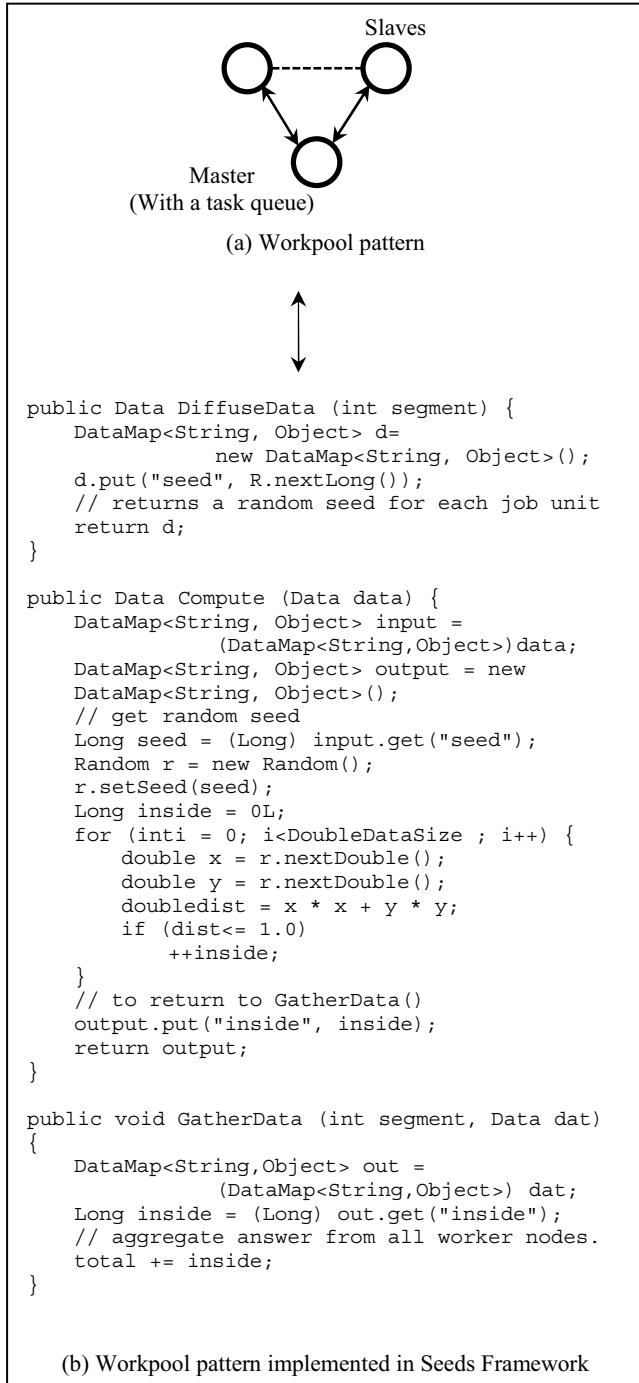 Slaves
Master
(With a task queue)
(a) Workpool pattern
public Data DiffuseData (int segment) {
DataMap<String, Object> d=
new DataMap<String, Object>();
d.put("seed", R.nextLong());
// returns a random seed for each job unit
return d;
}
public Data Compute (Data data) {
DataMap<String, Object> input =
(DataMap<String,Object>)data;
DataMap<String, Object> output = new
DataMap<String, Object>();
// get random seed
Long seed = (Long) input.get("seed");
Random r = new Random();
r.setSeed(seed);
Long inside = 0L;
for (inti = 0; i<DoubleDataSize ; i++) {
double x = r.nextDouble();
double y = r.nextDouble();
doubledist = x * x + y * y;
if (dist<= 1.0)
++inside;
}
// to return to GatherData()
output.put("inside", inside);
return output;
}
public void GatherData (int segment, Data dat)
{
DataMap<String,Object> out =
(DataMap<String,Object>) dat;
Long inside = (Long) out.get("inside");
// aggregate answer from all worker nodes.
total += inside;
}
(b) Workpool pattern implemented in Seeds Framework